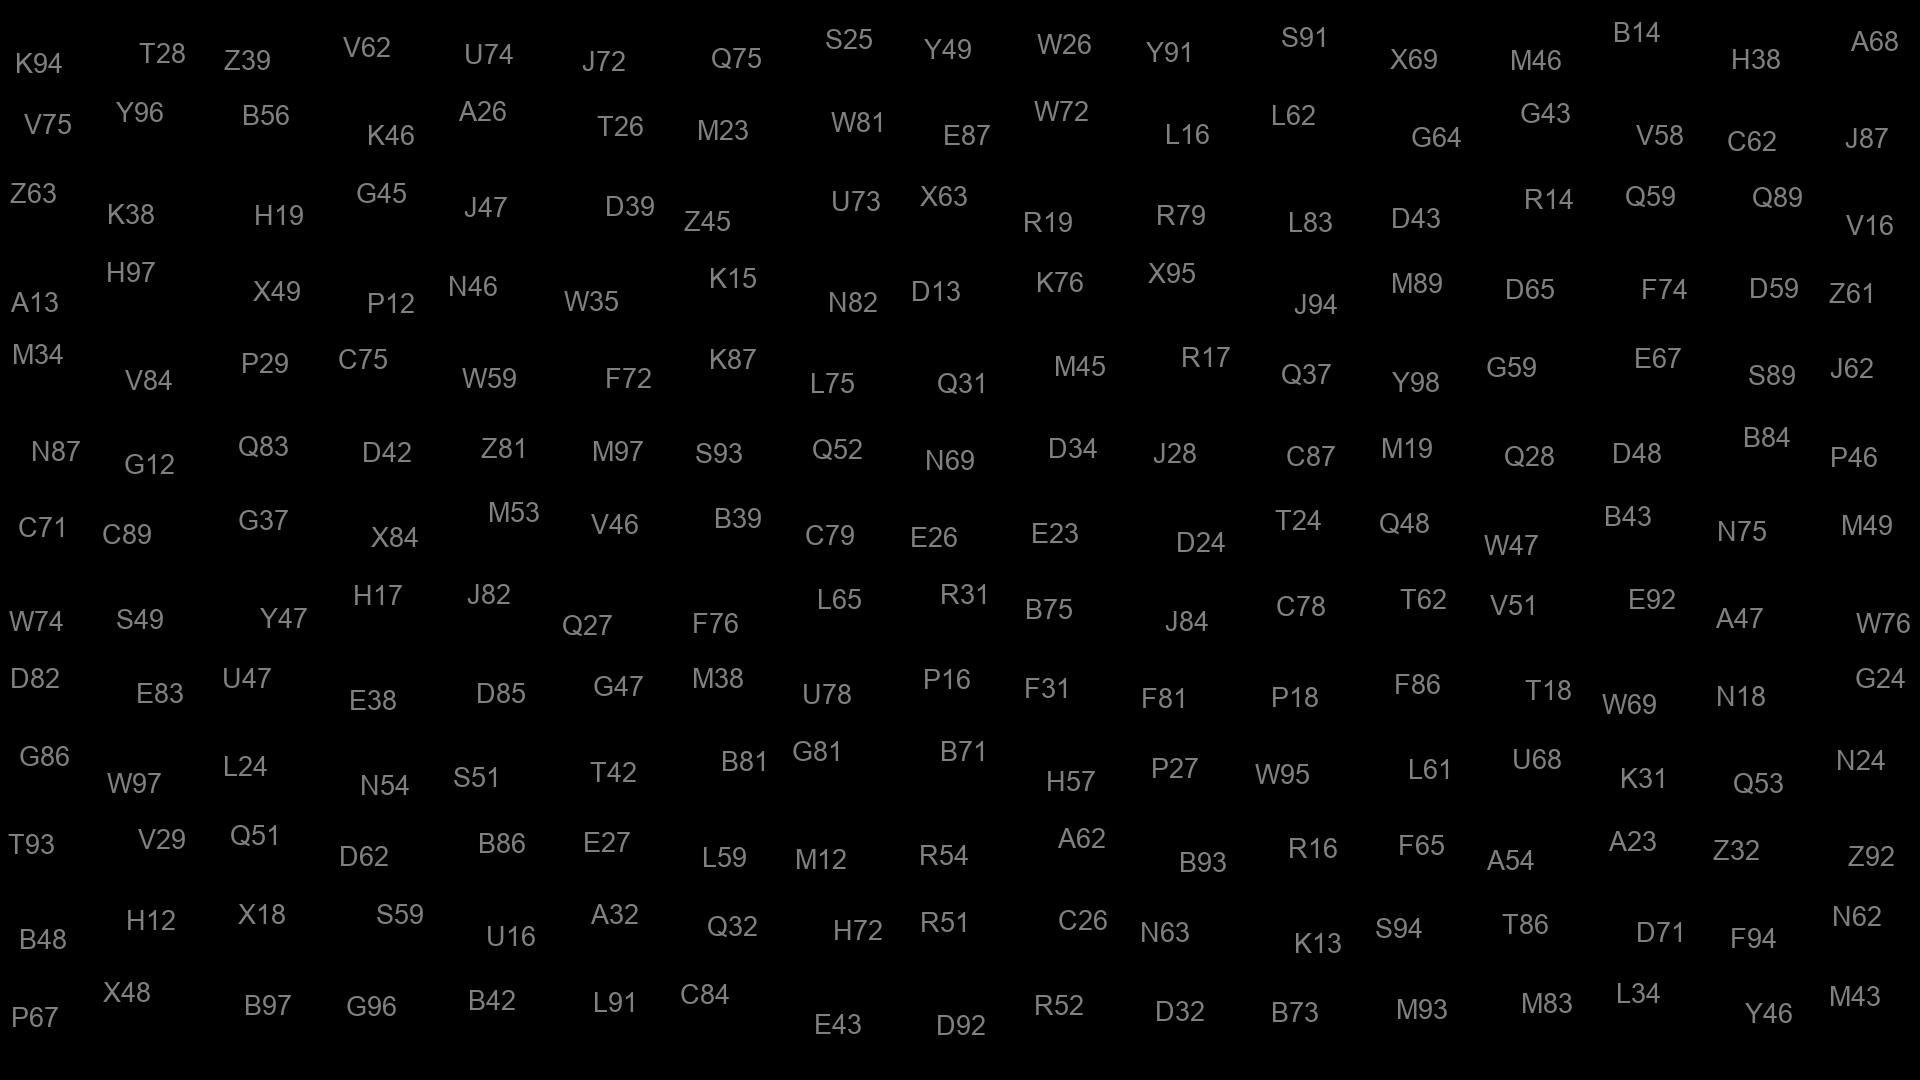 K94 T28 Z39 V62 U74 J72 Q75 S25 Y49 W26 Y91 S91 X69 M46 B14 H38 A68
V75 Y96 B56 K46 A26 T26 M23 W81 E87 W72 L16 L62 G64 G43 V58 C62 J87
Z63 K38 H19 G45 J47 D39 Z45 U73 X63 R19 R79 L83 D43 R14 Q59 Q89 V16
A13 H97 X49 P12 N46 W35 K15 N82 D13 K76 X95 J94 M89 D65 F74 D59 Z61
M34 V84 P29 C75 W59 F72 K87 L75 Q31 M45 R17 Q37 Y98 G59 E67 S89 J62
N87 G12 Q83 D42 Z81 M97 S93 Q52 N69 D34 J28 C87 M19 Q28 D48 B84 P46
C71 C89 G37 X84 M53 V46 B39 C79 E26 E23 D24 T24 Q48 W47 B43 N75 M49
W74 S49 Y47 H17 J82 Q27 F76 L65 R31 B75 J84 C78 T62 V51 E92 A47 W76
D82 E83 U47 E38 D85 G47 M38 U78 P16 F31 F81 P18 F86 T18 W69 N18 G24
G86 W97 L24 N54 S51 T42 B81 G81 B71 H57 P27 W95 L61 U68 K31 Q53 N24
T93 V29 Q51 D62 B86 E27 L59 M12 R54 A62 B93 R16 F65 A54 A23 Z32 Z92
B48 H12 X18 S59 U16 A32 Q32 H72 R51 C26 N63 K13 S94 T86 D71 F94 N62
P67 X48 B97 G96 B42 L91 C84 E43 D92 R52 D32 B73 M93 M83 L34 Y46 M43